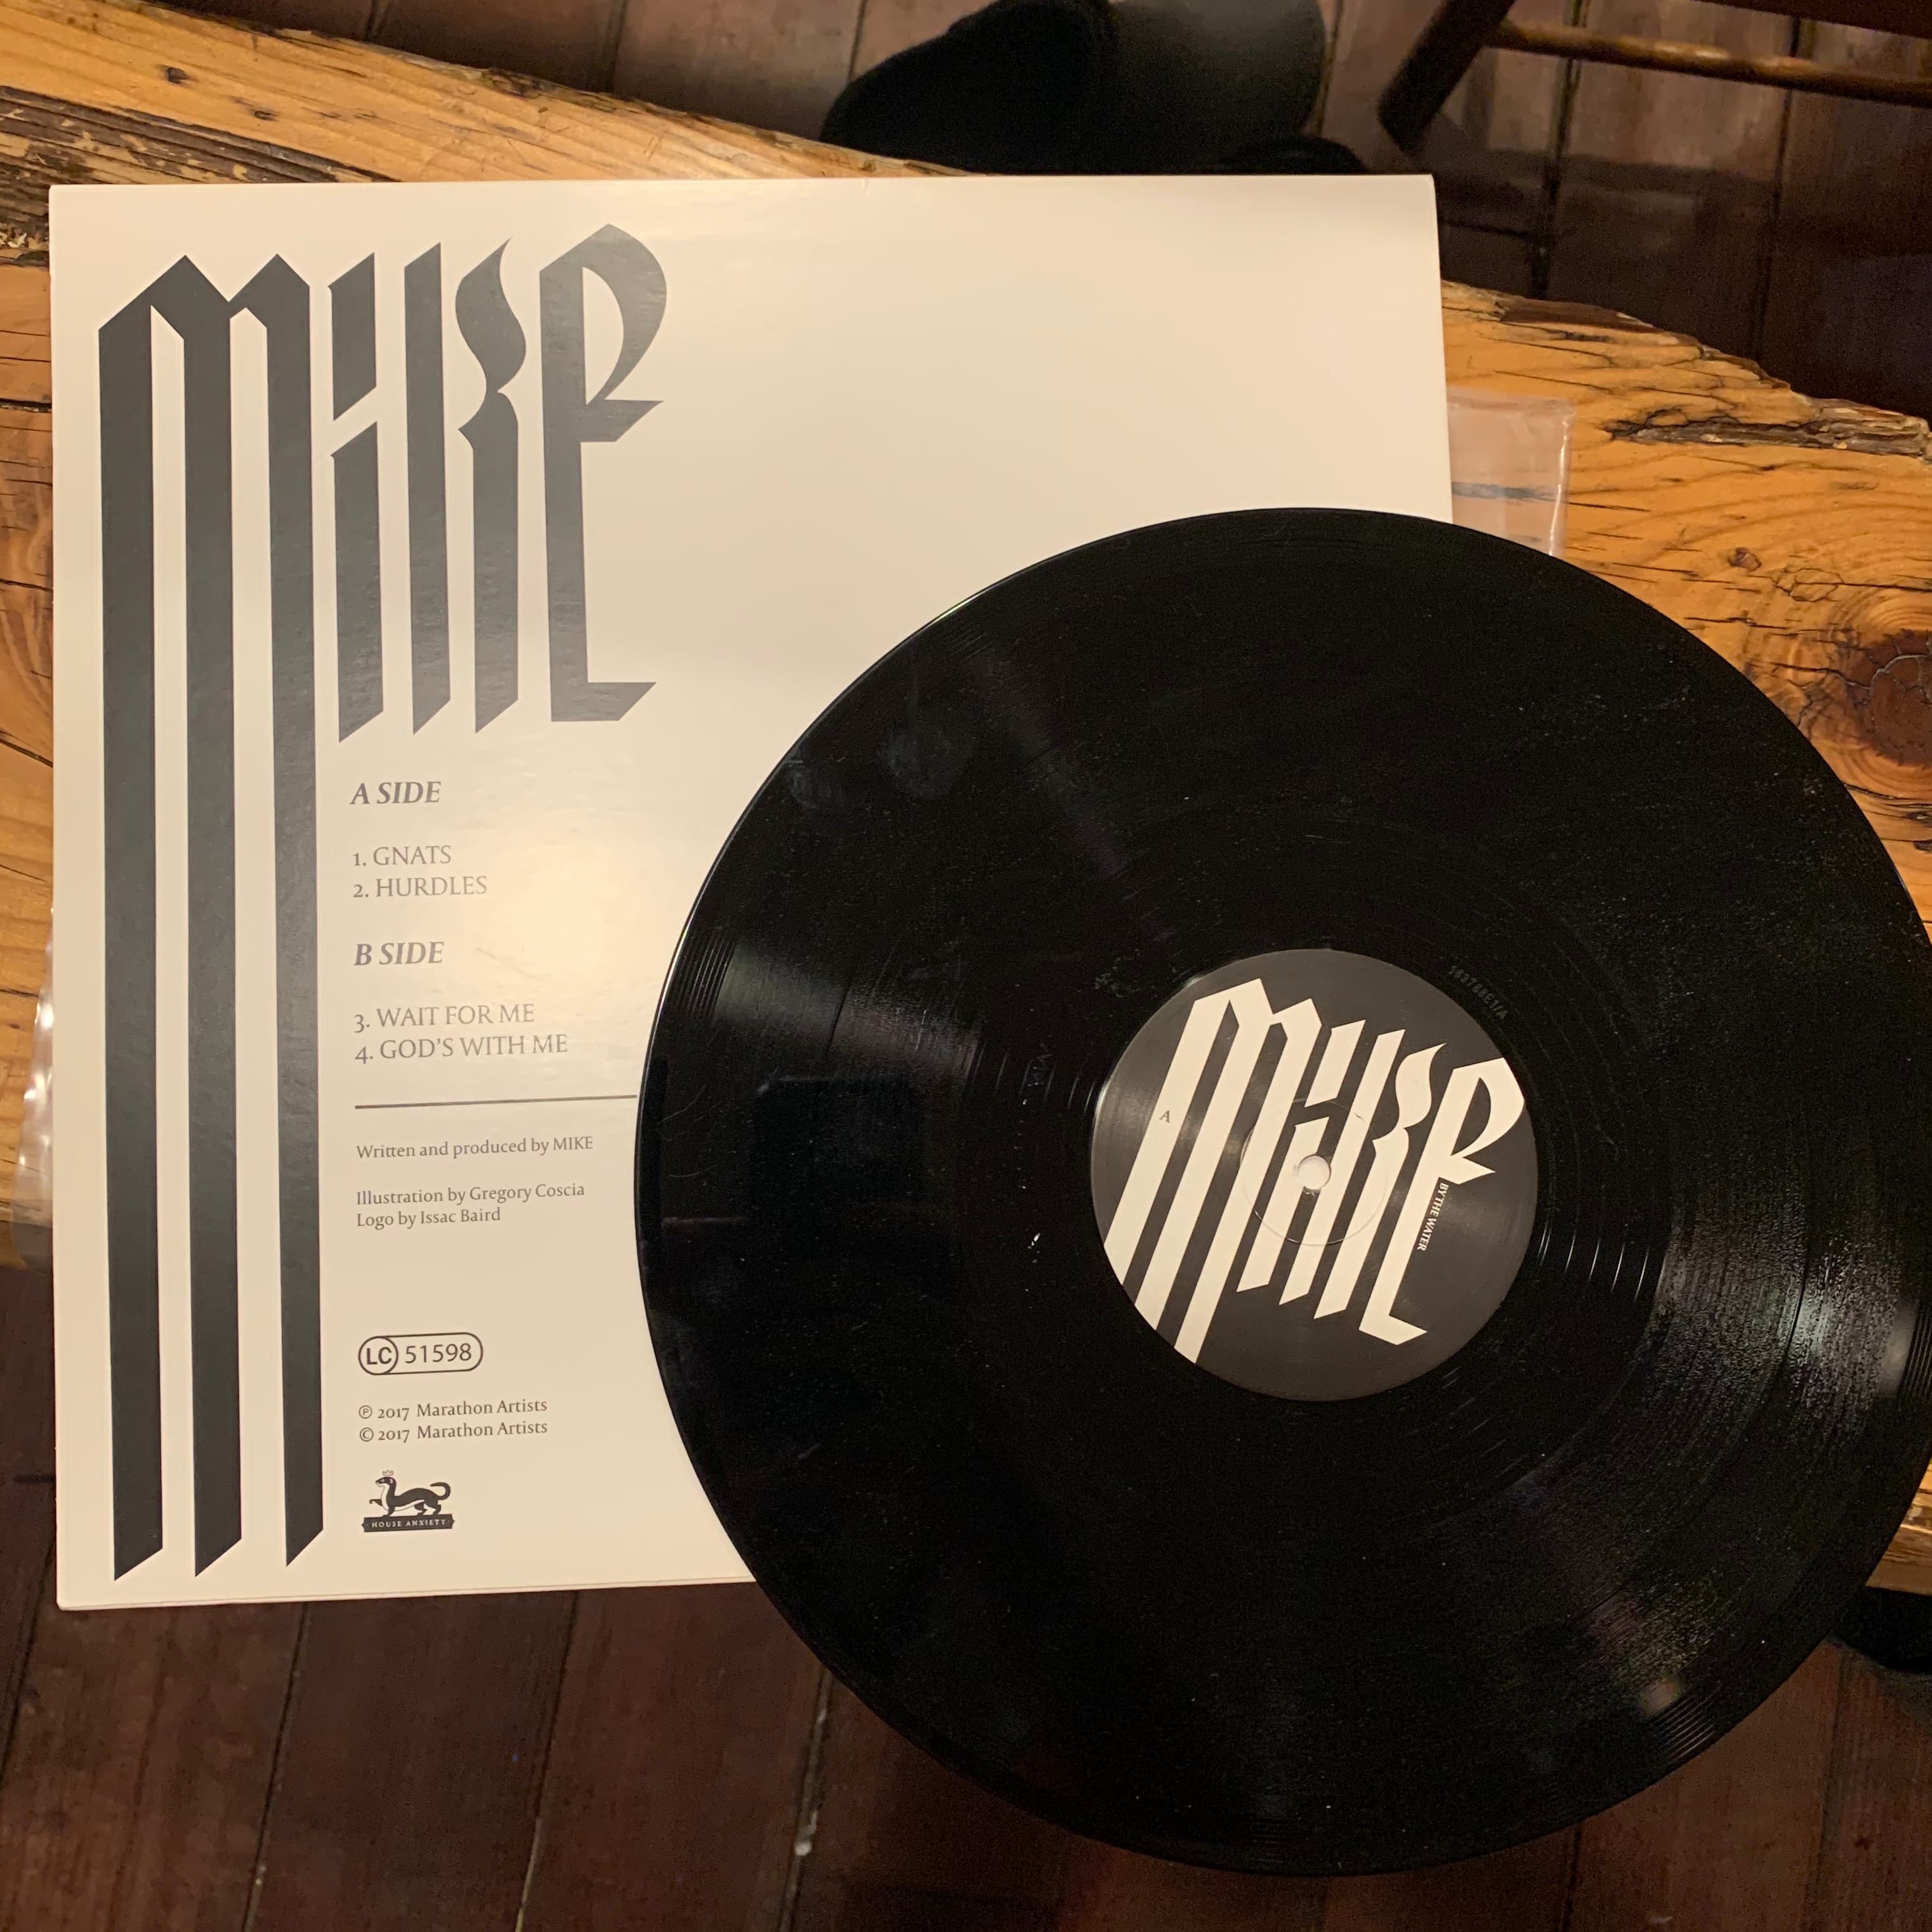 MIKE
A SIDE
1. GNATS
2. HURDLES
B SIDE
3. WAIT FOR ME
4. GOD'S WITH ME
Written and produced by MIKE
Illustration by Gregory Coscia
Logo by Issac Baird
LC 51598
℗ 2017 Marathon Artists
© 2017 Marathon Artists
HOUSE ANXIETY
A
MIKE
BY THE WATER